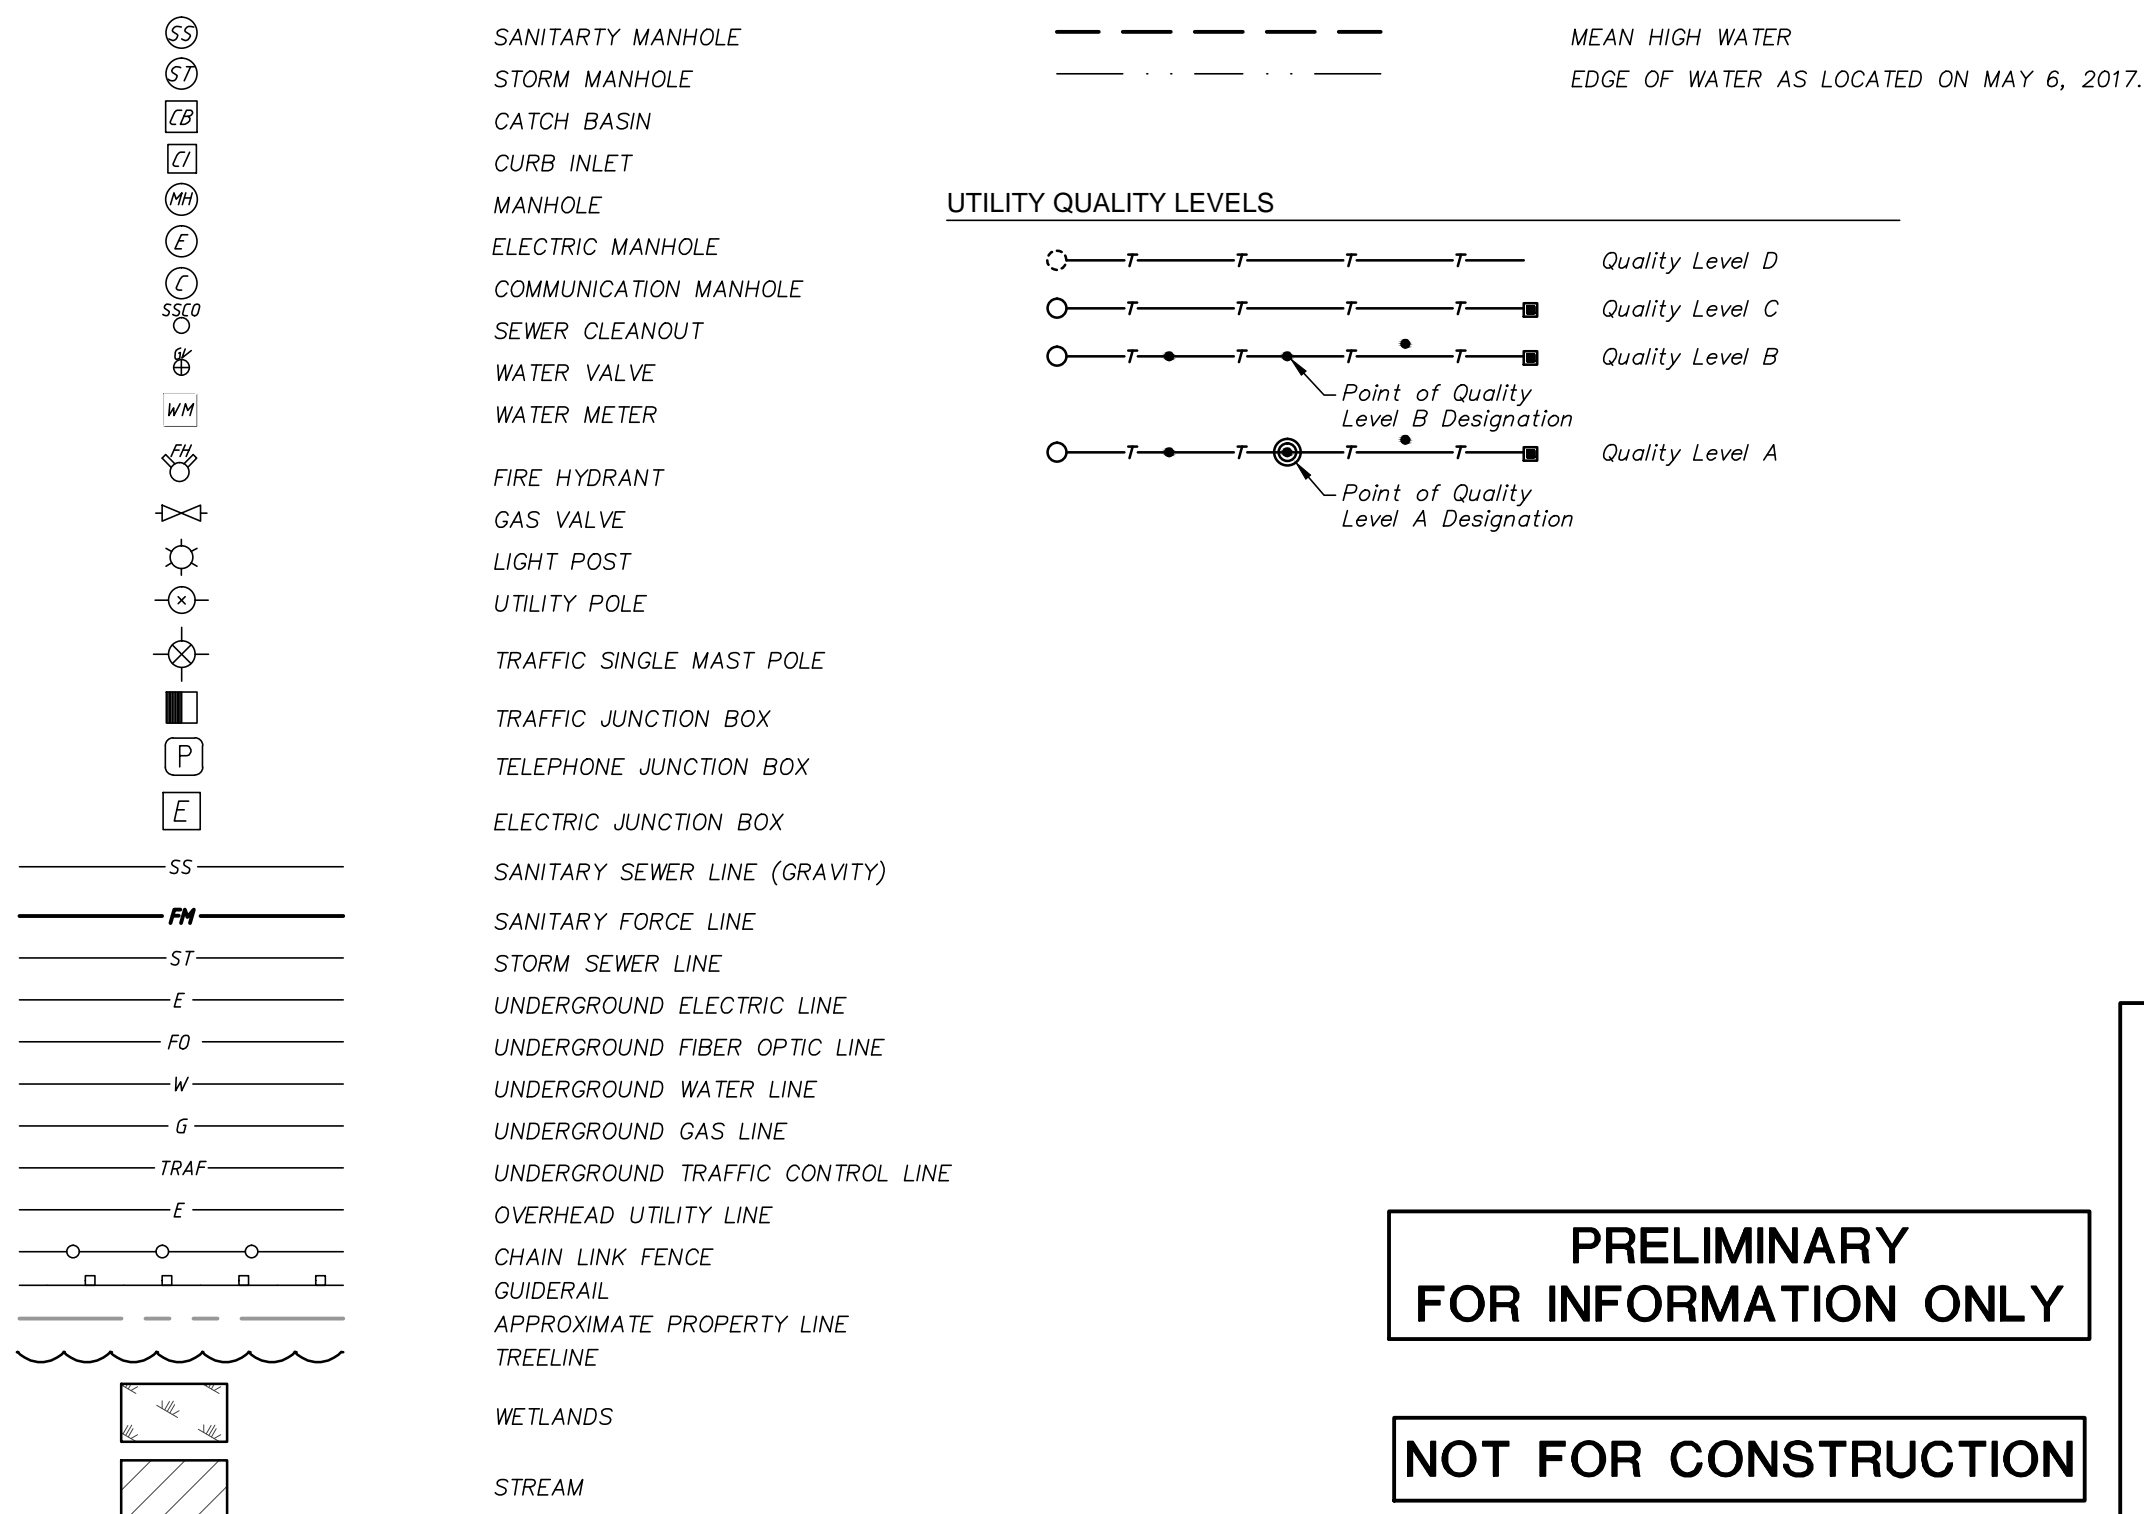 SS SANITARTY MANHOLE
ST STORM MANHOLE
CB CATCH BASIN
CI CURB INLET
MH MANHOLE
E ELECTRIC MANHOLE
C COMMUNICATION MANHOLE
SSCO SEWER CLEANOUT
GV WATER VALVE
WM WATER METER
FH FIRE HYDRANT
GAS VALVE
LIGHT POST
UTILITY POLE
TRAFFIC SINGLE MAST POLE
TRAFFIC JUNCTION BOX
P TELEPHONE JUNCTION BOX
E ELECTRIC JUNCTION BOX
SS SANITARY SEWER LINE (GRAVITY)
FM SANITARY FORCE LINE
ST STORM SEWER LINE
E UNDERGROUND ELECTRIC LINE
FO UNDERGROUND FIBER OPTIC LINE
W UNDERGROUND WATER LINE
G UNDERGROUND GAS LINE
TRAF UNDERGROUND TRAFFIC CONTROL LINE
E OVERHEAD UTILITY LINE
CHAIN LINK FENCE
GUIDERAIL
APPROXIMATE PROPERTY LINE
TREELINE
WETLANDS
STREAM
MEAN HIGH WATER
EDGE OF WATER AS LOCATED ON MAY 6, 2017.
UTILITY QUALITY LEVELS
T T T T Quality Level D
T T T T Quality Level C
T T T T Quality Level B
Point of Quality
Level B Designation
T T T T Quality Level A
Point of Quality
Level A Designation
PRELIMINARY
FOR INFORMATION ONLY
NOT FOR CONSTRUCTION